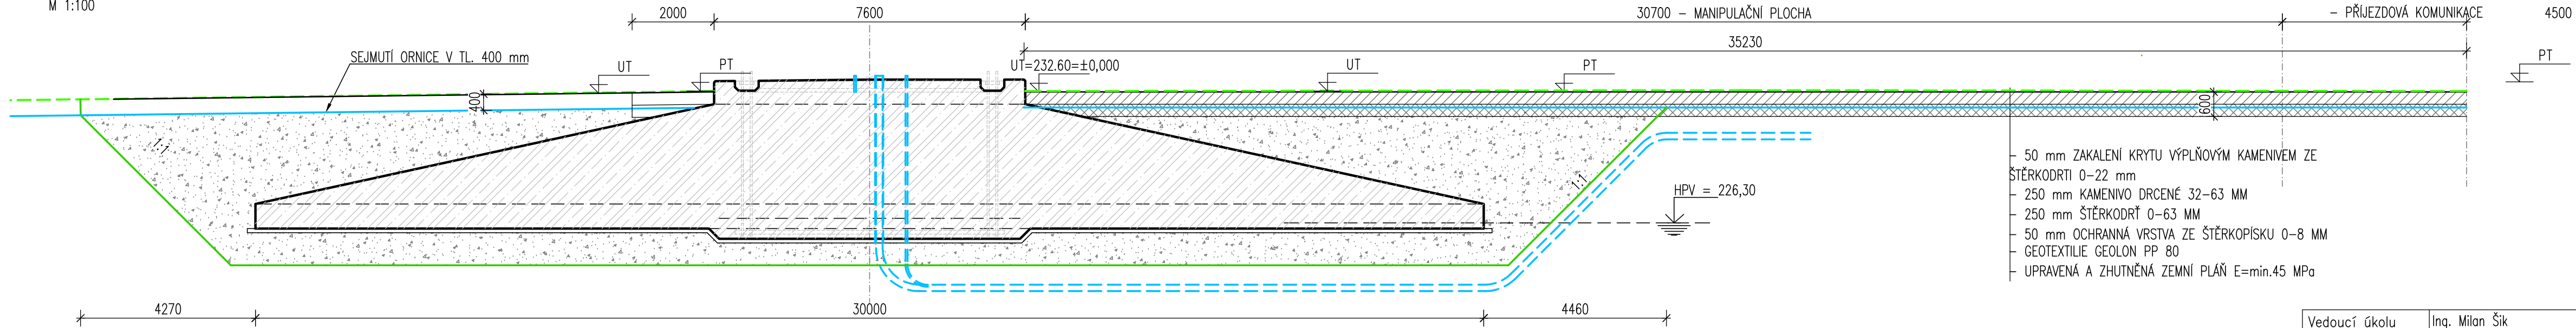 M 1:100
2000
7600
30700 – MANIPULAČNÍ PLOCHA
– PŘÍJEZDOVÁ KOMUNIKACE
4500
35230
SEJMUTÍ ORNICE V TL. 400 mm
UT
PT
UT=232.60=±0,000
UT
PT
PT
400
600
1:1
1:1
HPV = 226,30
– 50 mm ZAKALENÍ KRYTU VÝPLŇOVÝM KAMENIVEM ZE
ŠTĚRKODRTI 0–22 mm
– 250 mm KAMENIVO DRCENÉ 32–63 MM
– 250 mm ŠTĚRKODRŤ 0–63 MM
– 50 mm OCHRANNÁ VRSTVA ZE ŠTĚRKOPÍSKU 0–8 MM
– GEOTEXTILIE GEOLON PP 80
– UPRAVENÁ A ZHUTNĚNÁ ZEMNÍ PLÁŇ E=min.45 MPa
4270
30000
4460
Vedoucí úkolu
Ing. Milan Šik